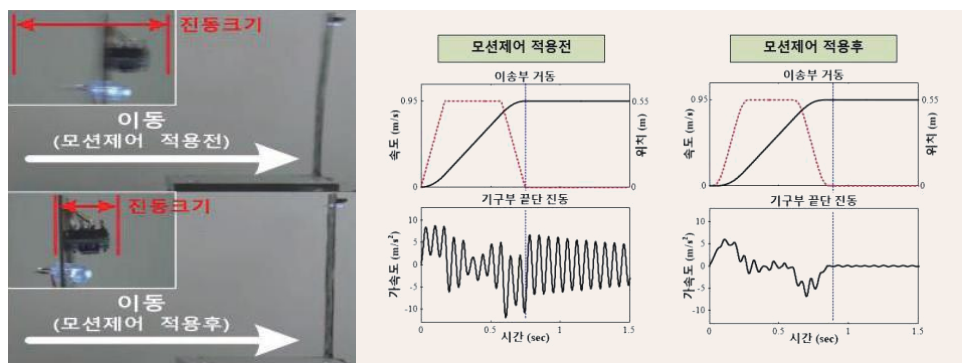 진동크기
이동
(모션제어 적용전)
진동크기
이동
(모션제어 적용후)
모션제어 적용전
이송부 거동
속도 (m/s)
0.95
0
0.55
0
위치 (m)
기구부 끝단 진동
가속도 (m/s²)
10
5
0
-5
-10
0
0.5
1
1.5
시간 (sec)
모션제어 적용후
이송부 거동
속도 (m/s)
0.95
0
0.55
0
위치 (m)
기구부 끝단 진동
가속도 (m/s²)
10
5
0
-5
-10
0
0.5
1
1.5
시간 (sec)